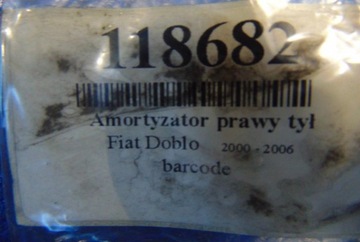 118682
Amortyzator prawy tył
Fiat Doblo 2000 - 2006
barcode